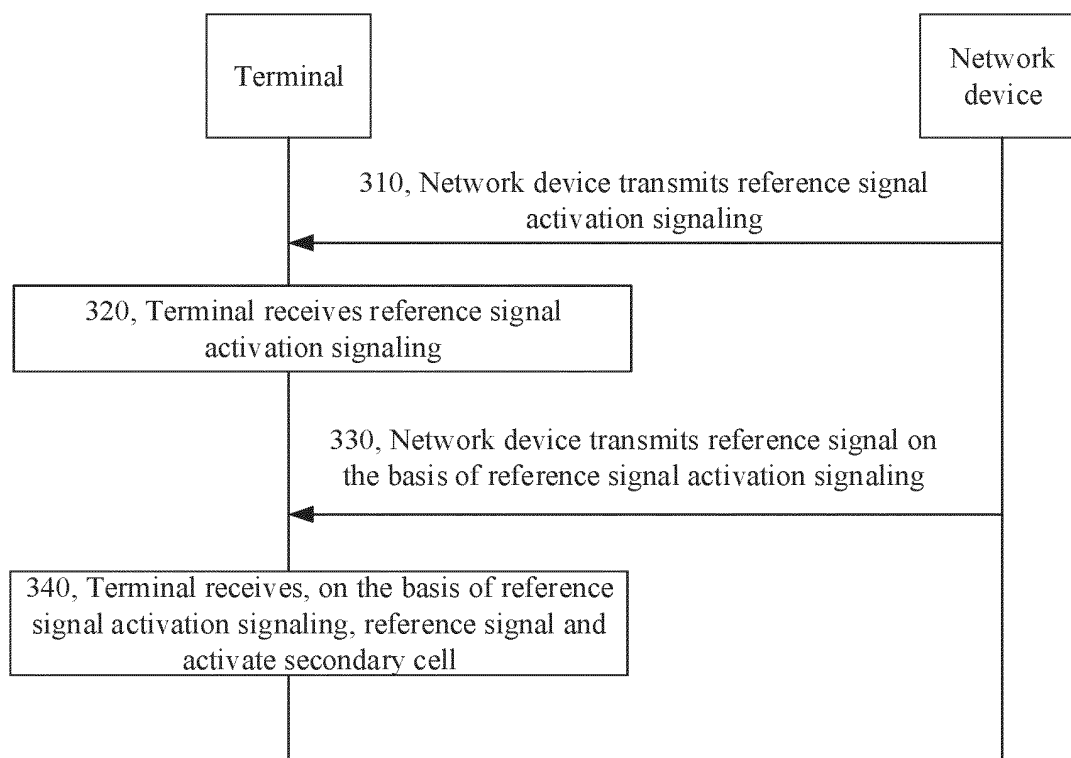 Terminal
Network
device
310, Network device transmits reference signal
activation signaling
320, Terminal receives reference signal
activation signaling
330, Network device transmits reference signal on
the basis of reference signal activation signaling
340, Terminal receives, on the basis of reference
signal activation signaling, reference signal and
activate secondary cell